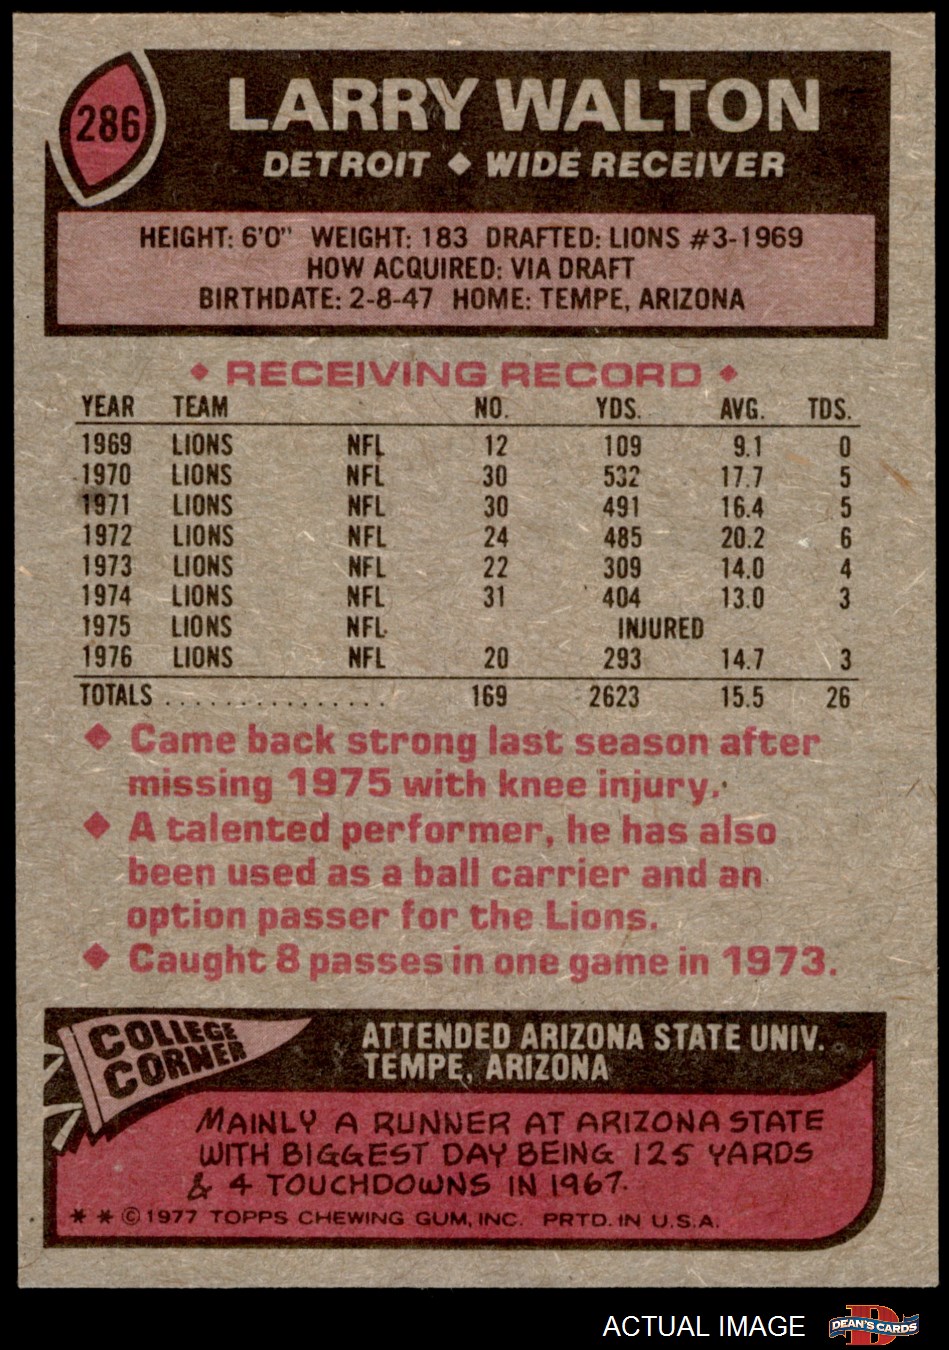 286
LARRY WALTON
DETROIT ◆ WIDE RECEIVER
HEIGHT: 6'0" WEIGHT: 183 DRAFTED: LIONS #3-1969
HOW ACQUIRED: VIA DRAFT
BIRTHDATE: 2-8-47 HOME: TEMPE, ARIZONA
◆ RECEIVING RECORD ◆
YEAR TEAM NO. YDS. AVG. TDS.
1969 LIONS NFL 12 109 9.1 0
1970 LIONS NFL 30 532 17.7 5
1971 LIONS NFL 30 491 16.4 5
1972 LIONS NFL 24 485 20.2 6
1973 LIONS NFL 22 309 14.0 4
1974 LIONS NFL 31 404 13.0 3
1975 LIONS NFL INJURED
1976 LIONS NFL 20 293 14.7 3
TOTALS . . . . . . . . . . . . . . . 169 2623 15.5 26
◆ Came back strong last season after
missing 1975 with knee injury.
◆ A talented performer, he has also
been used as a ball carrier and an
option passer for the Lions.
◆ Caught 8 passes in one game in 1973.
COLLEGE
CORNER
ATTENDED ARIZONA STATE UNIV.
TEMPE, ARIZONA
MAINLY A RUNNER AT ARIZONA STATE
WITH BIGGEST DAY BEING 125 YARDS
& 4 TOUCHDOWNS IN 1967.
* * © 1977 TOPPS CHEWING GUM, INC. PRTD. IN U.S.A.
ACTUAL IMAGE
D
DEAN'S CARDS